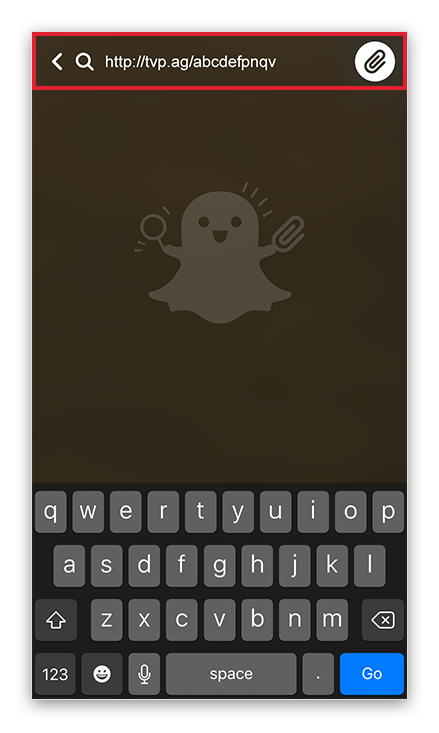 http://tvp.ag/abcdefpnqv
q w e r t y u i o p
a s d f g h j k l
z x c v b n m
123 space . Go